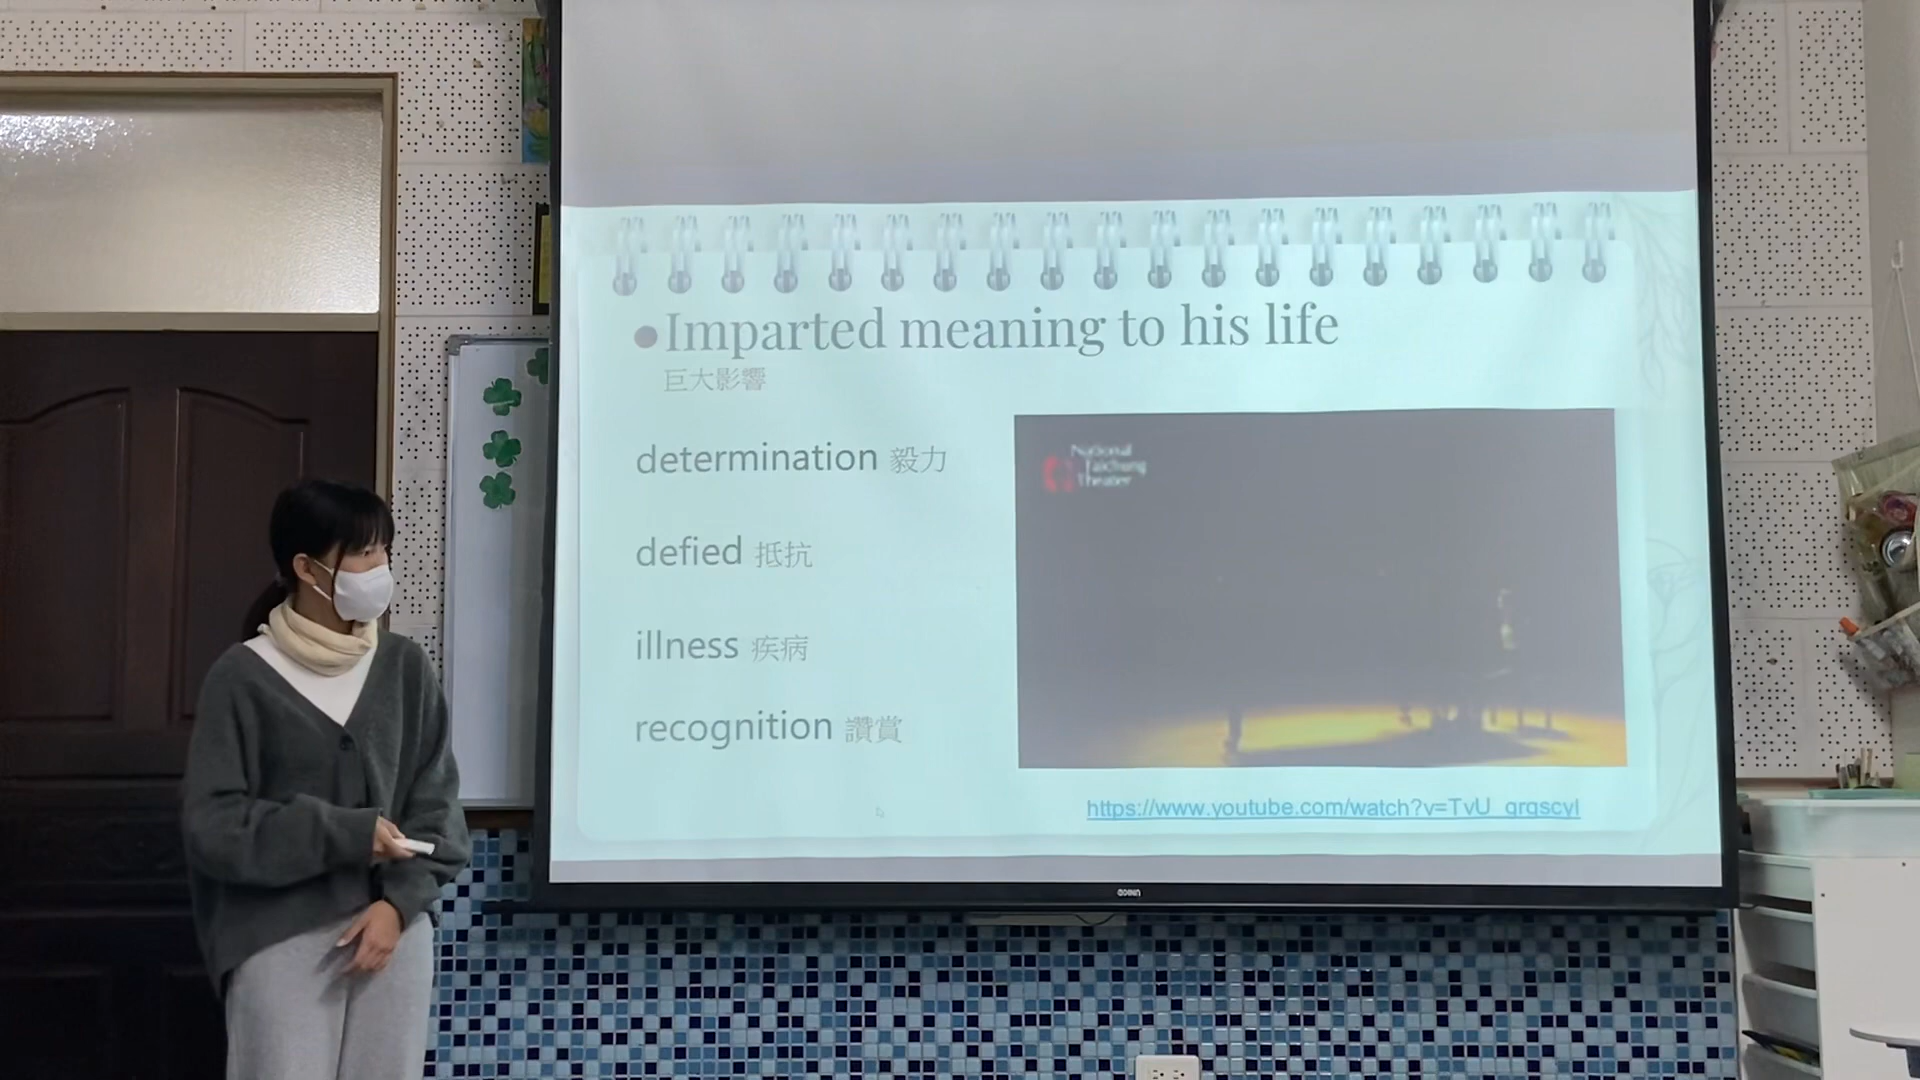 ●Imparted meaning to his life
巨大影響
determination 毅力
defied 抵抗
illness 疾病
recognition 讚賞
National
Taichung
Theater
https://www.youtube.com/watch?v=TvU_qrqscyI